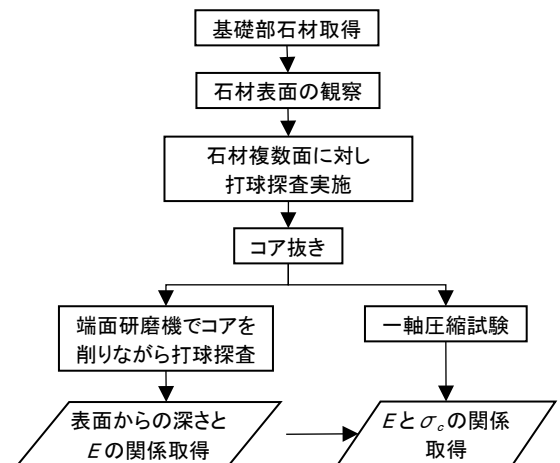 基礎部石材取得
石材表面の観察
石材複数面に対し
打球探査実施
コア抜き
端面研磨機でコアを
削りながら打球探査
一軸圧縮試験
表面からの深さと
Eの関係取得
Eとσcの関係
取得